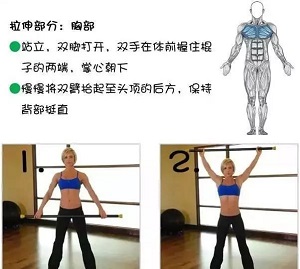 拉伸部分：胸部
●站立，双脚打开，双手在体前握住棍
子的两端，掌心朝下
●慢慢将双臂抬起至头顶的后方，保持
背部挺直
1.
2.